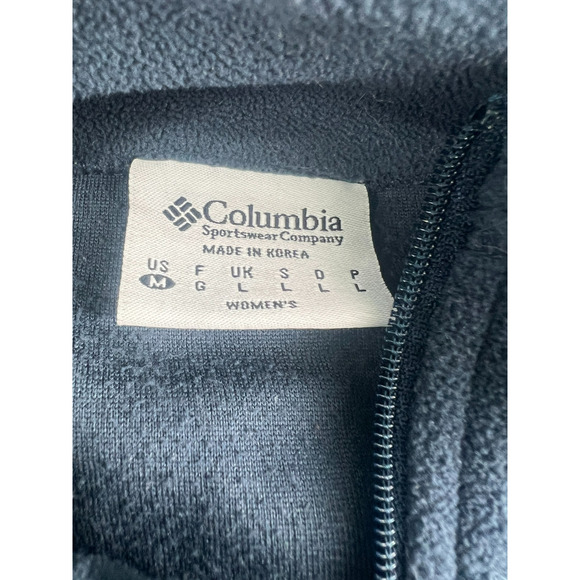 Columbia
Sportswear Company
MADE IN KOREA
US F UK S D P
M G L L L L
WOMEN'S